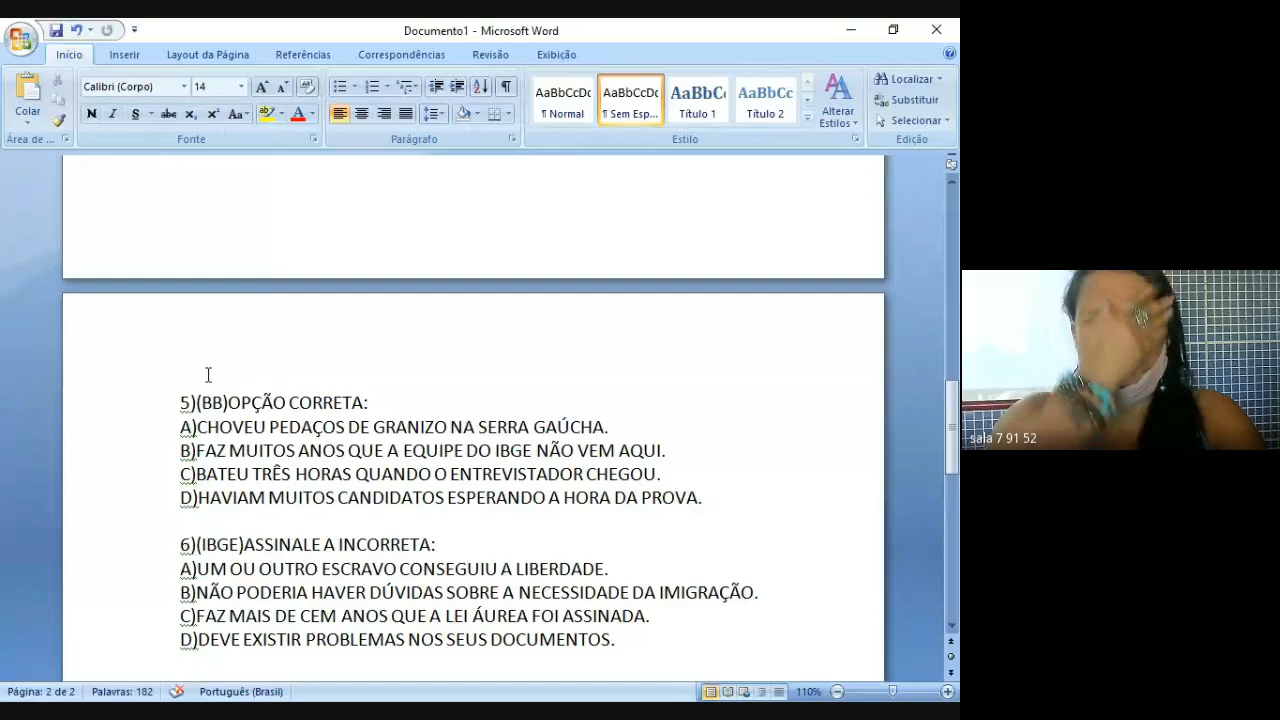 Documento1 - Microsoft Word
Início Inserir Layout da Página Referências Correspondências Revisão Exibição
Colar
Área de ...
Calibri (Corpo) 14
N I S abe x₂ x² Aa A
Fonte
Parágrafo
AaBbCcDc AaBbCcDc AaBbCc AaBbCc
¶ Normal ¶ Sem Esp... Título 1 Título 2
Alterar Estilos
Estilo
Localizar
Substituir
Selecionar
Edição
5)(BB)OPÇÃO CORRETA:
A)CHOVEU PEDAÇOS DE GRANIZO NA SERRA GAÚCHA.
B)FAZ MUITOS ANOS QUE A EQUIPE DO IBGE NÃO VEM AQUI.
C)BATEU TRÊS HORAS QUANDO O ENTREVISTADOR CHEGOU.
D)HAVIAM MUITOS CANDIDATOS ESPERANDO A HORA DA PROVA.
6)(IBGE)ASSINALE A INCORRETA:
A)UM OU OUTRO ESCRAVO CONSEGUIU A LIBERDADE.
B)NÃO PODERIA HAVER DÚVIDAS SOBRE A NECESSIDADE DA IMIGRAÇÃO.
C)FAZ MAIS DE CEM ANOS QUE A LEI ÁUREA FOI ASSINADA.
D)DEVE EXISTIR PROBLEMAS NOS SEUS DOCUMENTOS.
sala 7 91 52
Página: 2 de 2 Palavras: 182 Português (Brasil) 110%